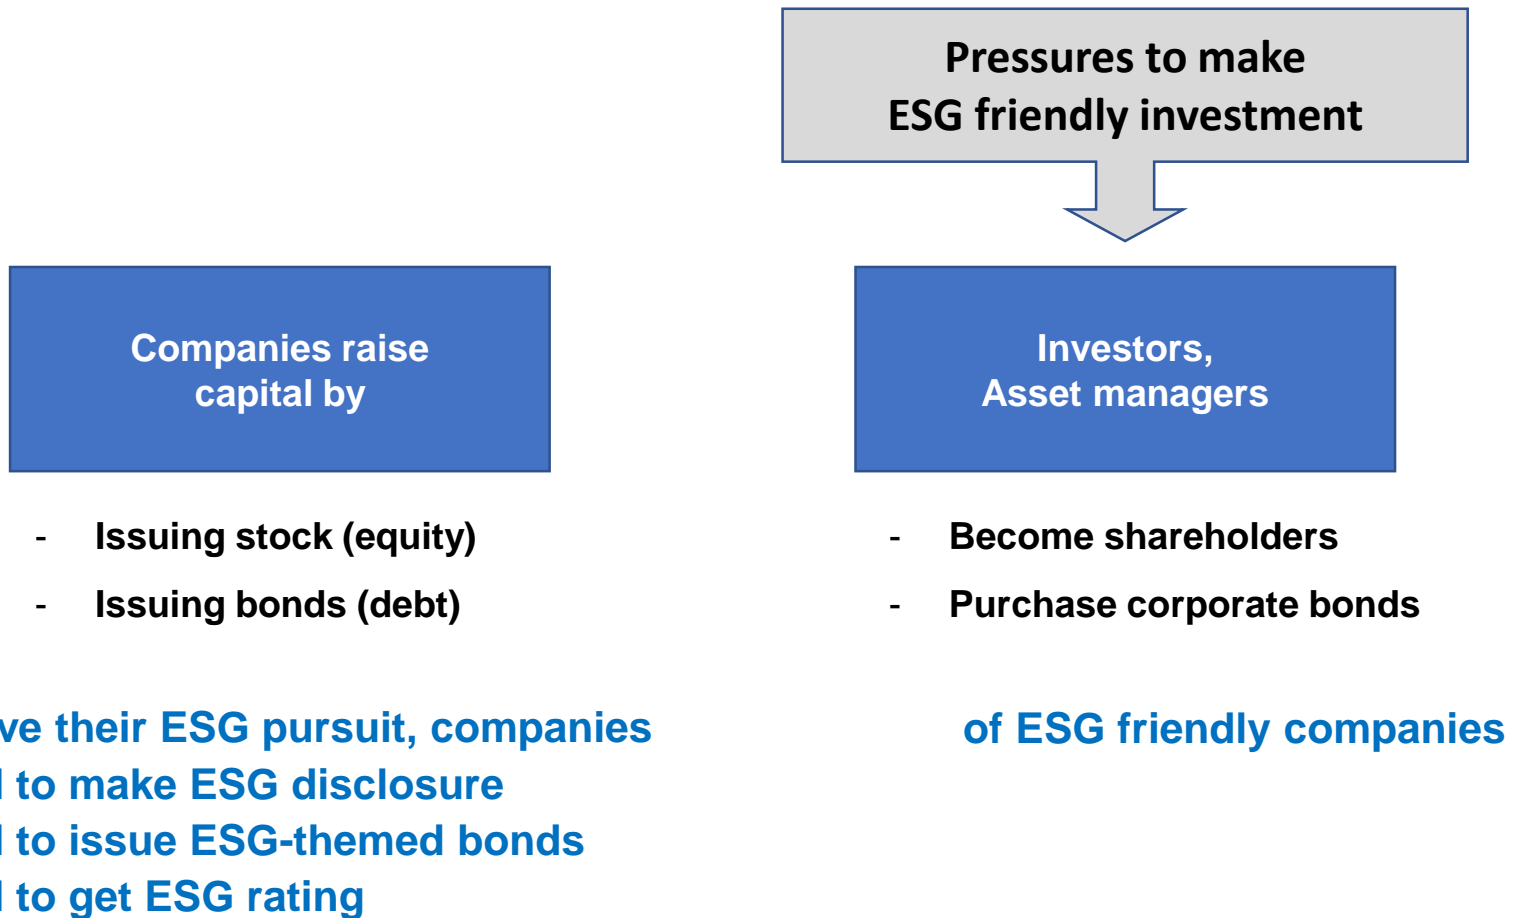 Pressures to make
ESG friendly investment
Companies raise
capital by
Investors,
Asset managers
- Issuing stock (equity)
- Issuing bonds (debt)
- Become shareholders
- Purchase corporate bonds
their ESG pursuit, companies
to make ESG disclosure
to issue ESG-themed bonds
to get ESG rating
of ESG friendly companies